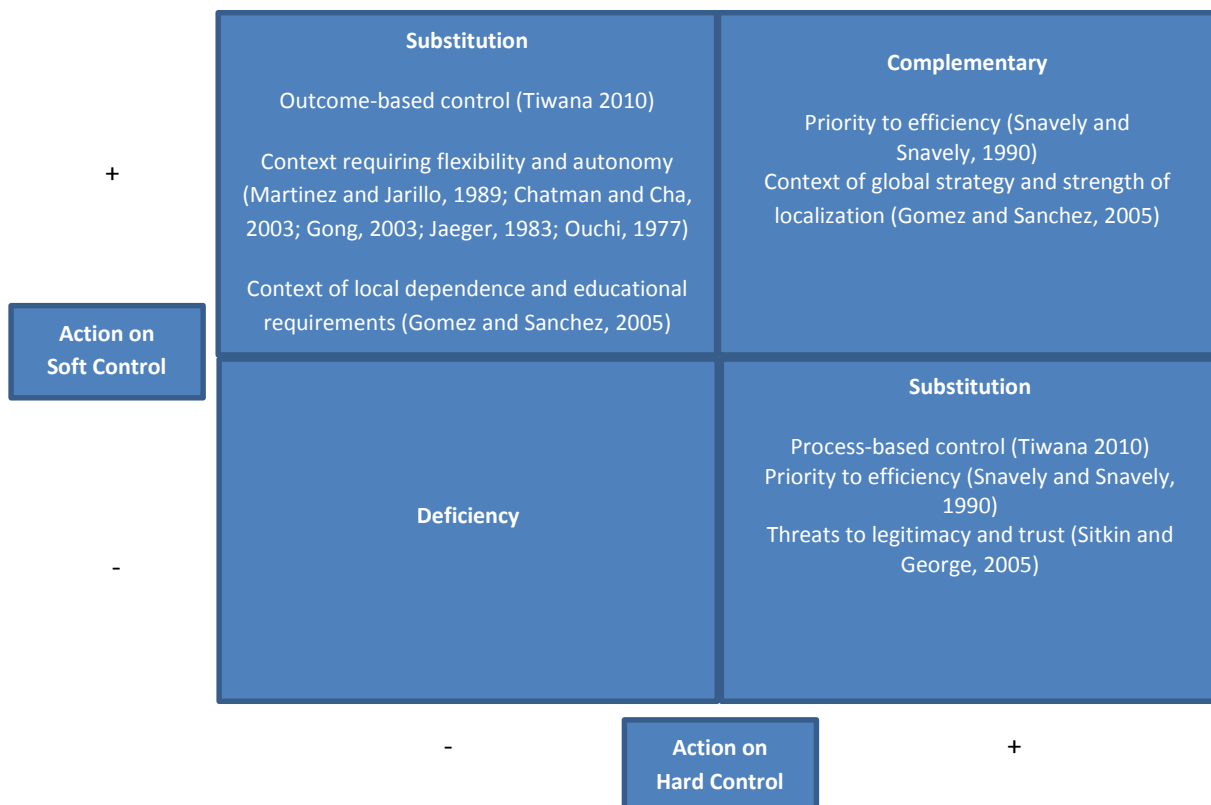 Substitution
Outcome-based control (Tiwana 2010)
Context requiring flexibility and autonomy
(Martinez and Jarillo, 1989; Chatman and Cha,
2003; Gong, 2003; Jaeger, 1983; Ouchi, 1977)
Context of local dependence and educational
requirements (Gomez and Sanchez, 2005)
Complementary
Priority to efficiency (Snavely and
Snavely, 1990)
Context of global strategy and strength of
localization (Gomez and Sanchez, 2005)
+
Action on
Soft Control
-
Deficiency
Substitution
Process-based control (Tiwana 2010)
Priority to efficiency (Snavely and Snavely,
1990)
Threats to legitimacy and trust (Sitkin and
George, 2005)
-
Action on
Hard Control
+